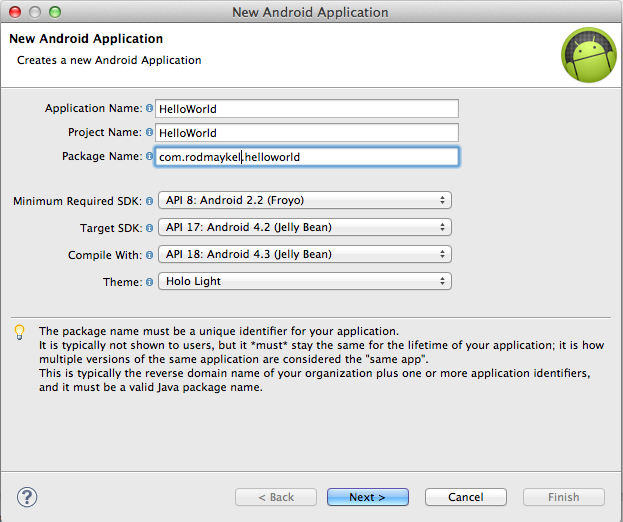 New Android Application
New Android Application
Creates a new Android Application
Application Name: HelloWorld
Project Name: HelloWorld
Package Name: com.rodmaykel.helloworld
Minimum Required SDK: API 8: Android 2.2 (Froyo)
Target SDK: API 17: Android 4.2 (Jelly Bean)
Compile With: API 18: Android 4.3 (Jelly Bean)
Theme: Holo Light
The package name must be a unique identifier for your application.
It is typically not shown to users, but it *must* stay the same for the lifetime of your application; it is how
multiple versions of the same application are considered the "same app".
This is typically the reverse domain name of your organization plus one or more application identifiers,
and it must be a valid Java package name.
? < Back Next > Cancel Finish